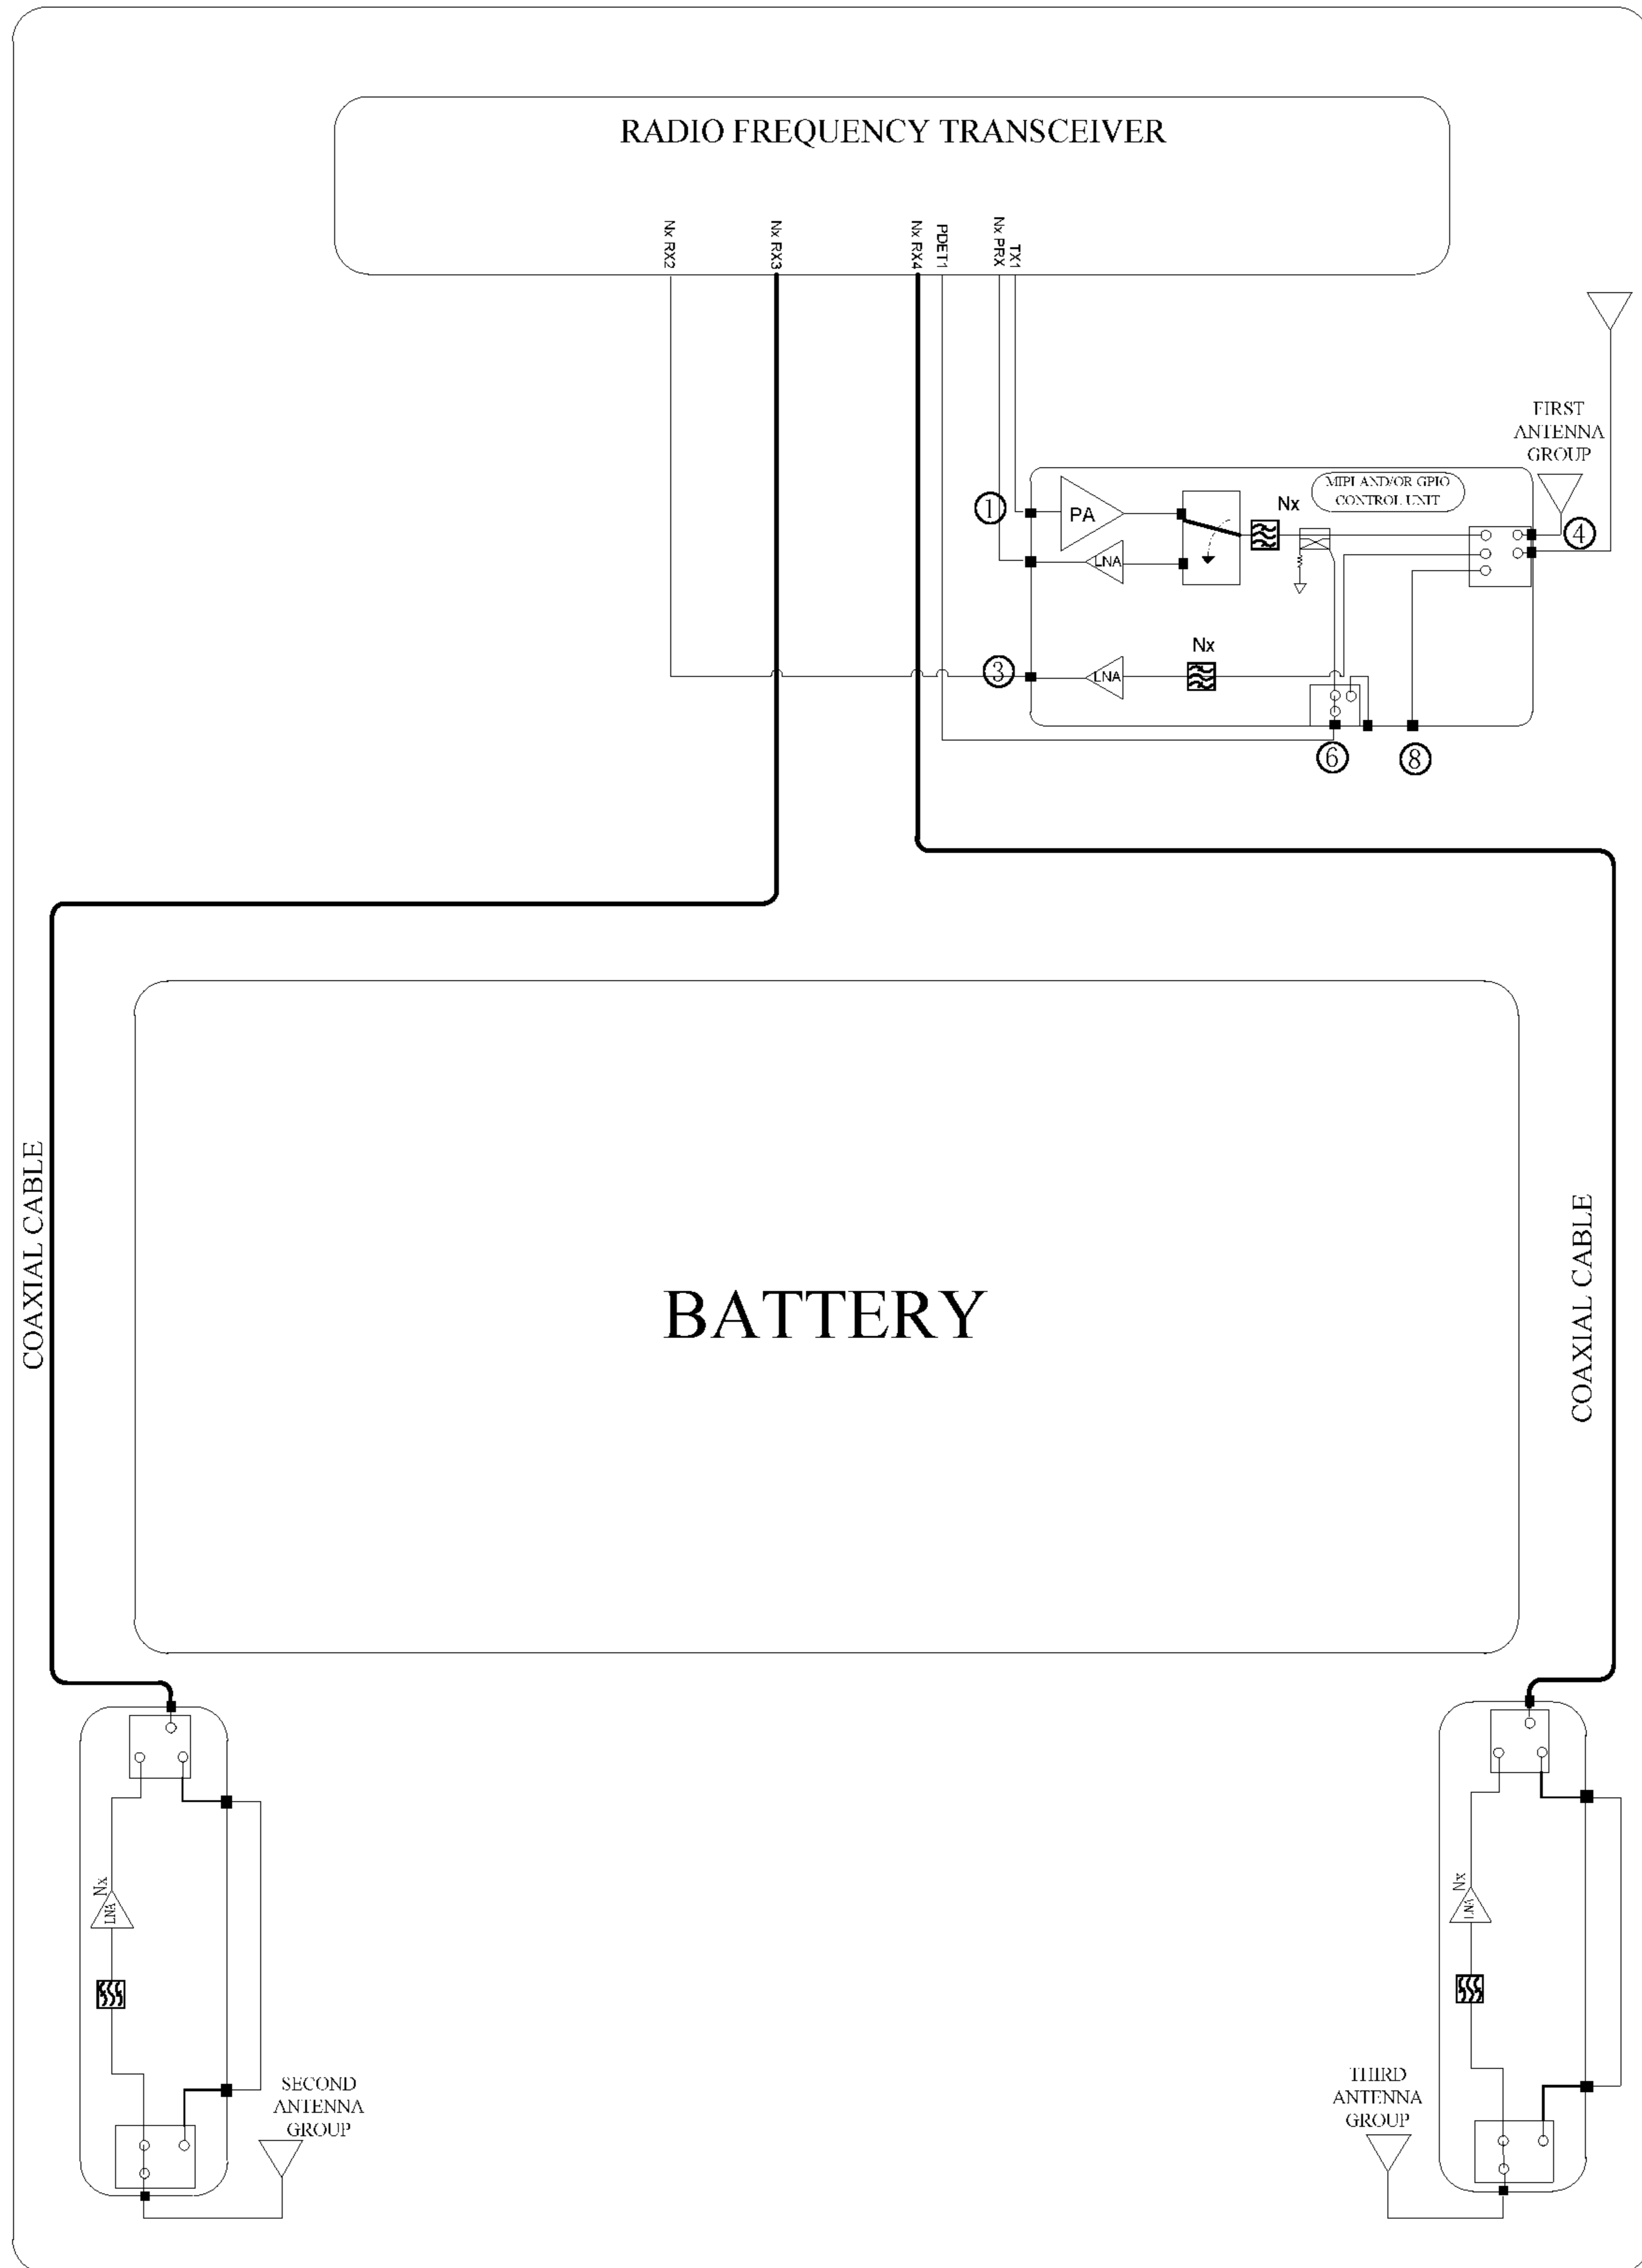 RADIO FREQUENCY TRANSCEIVER
Nx RX2
Nx RX3
Nx RX4
PDET1
Nx PRX
TX1
FIRST
ANTENNA
GROUP
MIPI AND/OR GPIO
CONTROL UNIT
①
PA
Nx
④
LNA
Nx
③
LNA
⑥
⑧
COAXIAL CABLE
BATTERY
COAXIAL CABLE
Nx
LNA
SECOND
ANTENNA
GROUP
Nx
LNA
THIRD
ANTENNA
GROUP